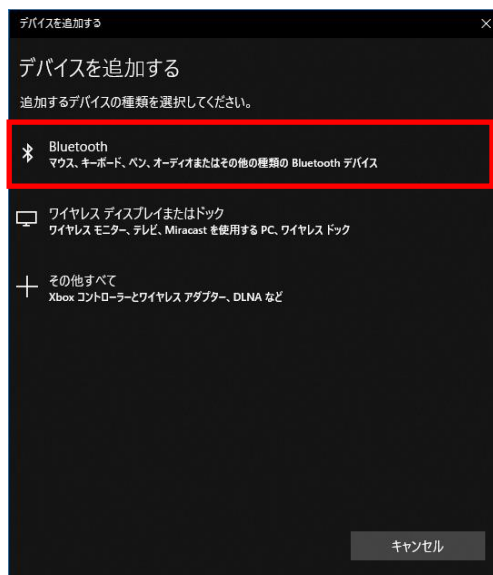 デバイスを追加する
デバイスを追加する
追加するデバイスの種類を選択してください。
Bluetooth
マウス、キーボード、ペン、オーディオまたはその他の種類の Bluetooth デバイス
ワイヤレス ディスプレイまたはドック
ワイヤレス モニター、テレビ、Miracast を使用する PC、ワイヤレス ドック
その他すべて
Xbox コントローラーとワイヤレス アダプター、DLNA など
キャンセル